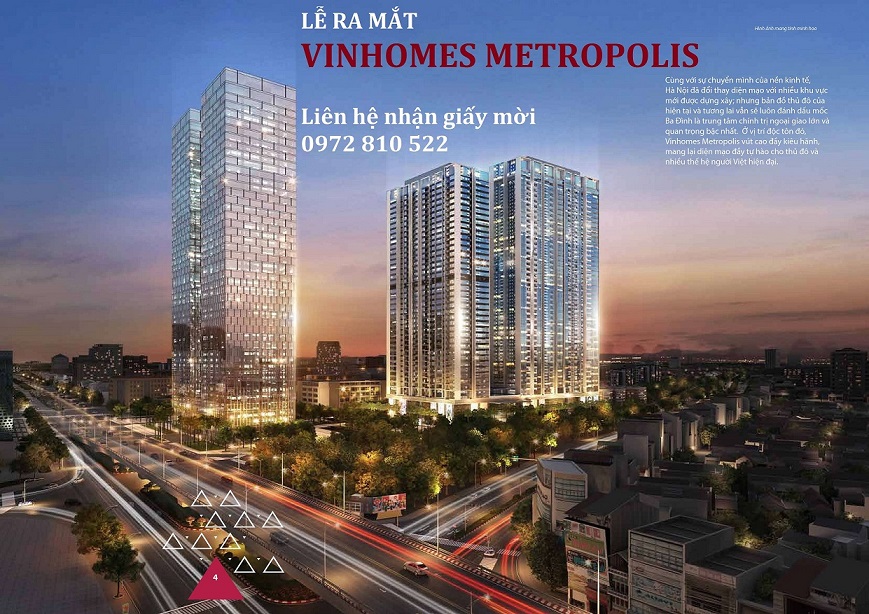 LỄ RA MẮT
VINHOMES METROPOLIS
Liên hệ nhận giấy mời
0972 810 522
Hình ảnh mang tính minh họa
Cùng với sự chuyển mình của nền kinh tế,
Hà Nội đã đổi thay diện mạo với nhiều khu vực
mới được dựng xây; nhưng bản đồ thủ đô của
hiện tại và tương lai vẫn sẽ luôn đánh dấu mốc
Ba Đình là trung tâm chính trị ngoại giao lớn và
quan trọng bậc nhất. Ở vị trí độc tôn đó,
Vinhomes Metropolis vút cao đầy kiêu hãnh,
mang lại diện mạo đầy tự hào cho thủ đô và
nhiều thế hệ người Việt hiện đại.
4